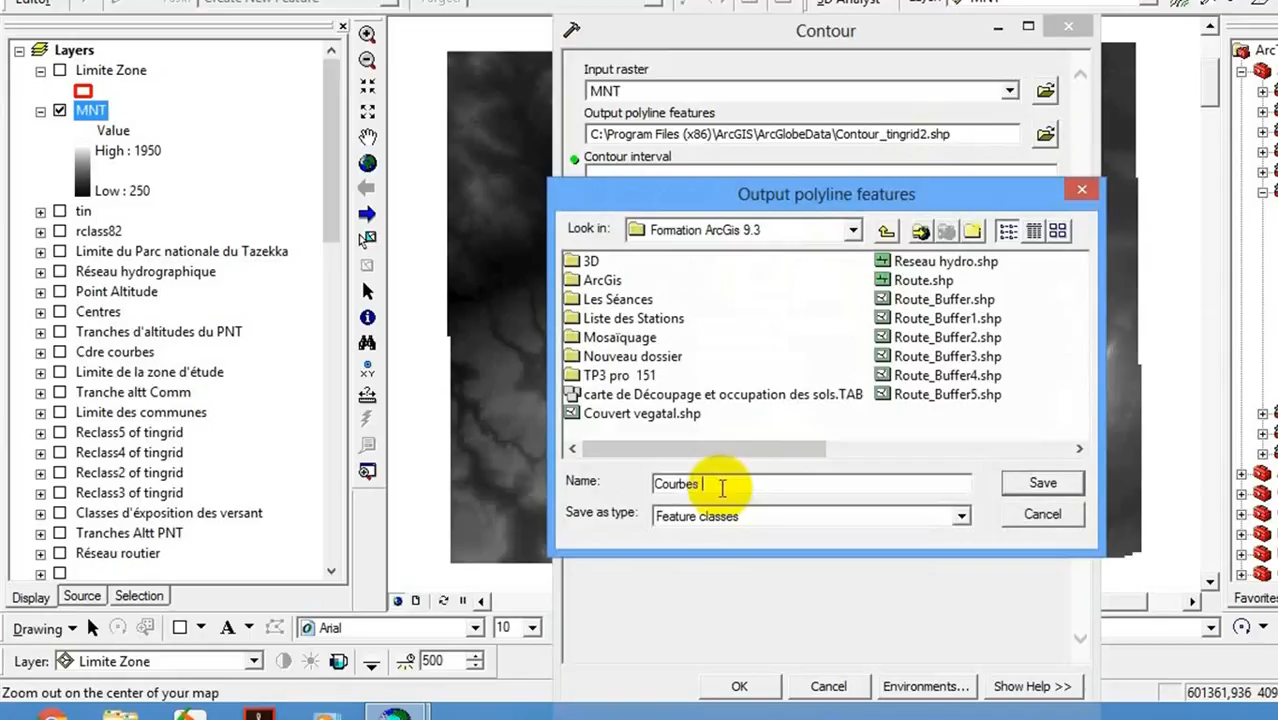 Contour
Layers
Limite Zone
MNT
Value
High : 1950
Low : 250
tin
rclass82
Limite du Parc nationale du Tazekka
Réseau hydrographique
Point Altitude
Centres
Tranches d'altitudes du PNT
Cdre courbes
Limite de la zone d'étude
Tranche altt Comm
Limite des communes
Reclass5 of tingrid
Reclass4 of tingrid
Reclass2 of tingrid
Reclass3 of tingrid
Classes d'éxposition des versant
Tranches Altt PNT
Réseau routier
Display
Source
Selection
Input raster
MNT
Output polyline features
C:\Program Files (x86)\ArcGIS\ArcGlobeData\Contour_tingrid2.shp
Contour interval
Output polyline features
Look in:
Formation ArcGis 9.3
3D
ArcGis
Les Séances
Liste des Stations
Mosaïquage
Nouveau dossier
TP3 pro 151
carte de Découpage et occupation des sols.TAB
Couvert vegatal.shp
Reseau hydro.shp
Route.shp
Route_Buffer.shp
Route_Buffer1.shp
Route_Buffer2.shp
Route_Buffer3.shp
Route_Buffer4.shp
Route_Buffer5.shp
Name:
Courbes
Save
Save as type:
Feature classes
Cancel
OK
Cancel
Environments...
Show Help >>
ArcT
Favorites
Drawing
A
Arial
10
Layer:
Limite Zone
500
Zoom out on the center of your map
601361,936 409